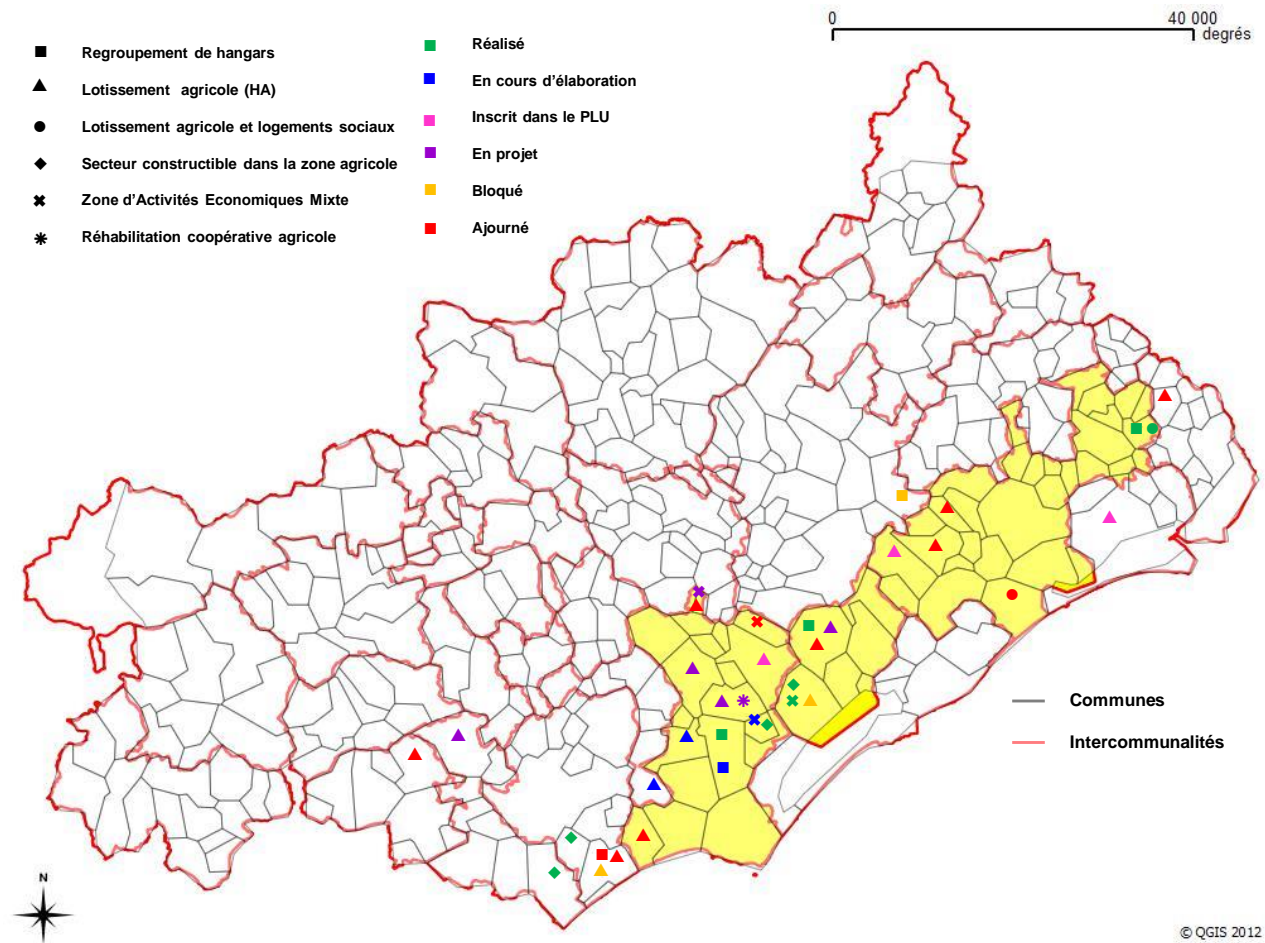 0 40 000
degrés
Regroupement de hangars
Lotissement agricole (HA)
Lotissement agricole et logements sociaux
Secteur constructible dans la zone agricole
Zone d'Activités Economiques Mixte
Réhabilitation coopérative agricole
Réalisé
En cours d'élaboration
Inscrit dans le PLU
En projet
Bloqué
Ajourné
Communes
Intercommunalités
N
© QGIS 2012